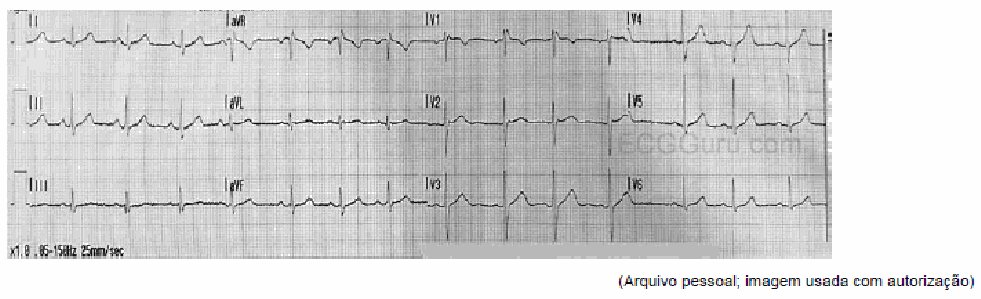 I aVR V1 V4
II aVL V2 V5
ECGGuru.com
III aVF V3 V6
x1.0 .05-150Hz 25mm/sec
(Arquivo pessoal; imagem usada com autorização)